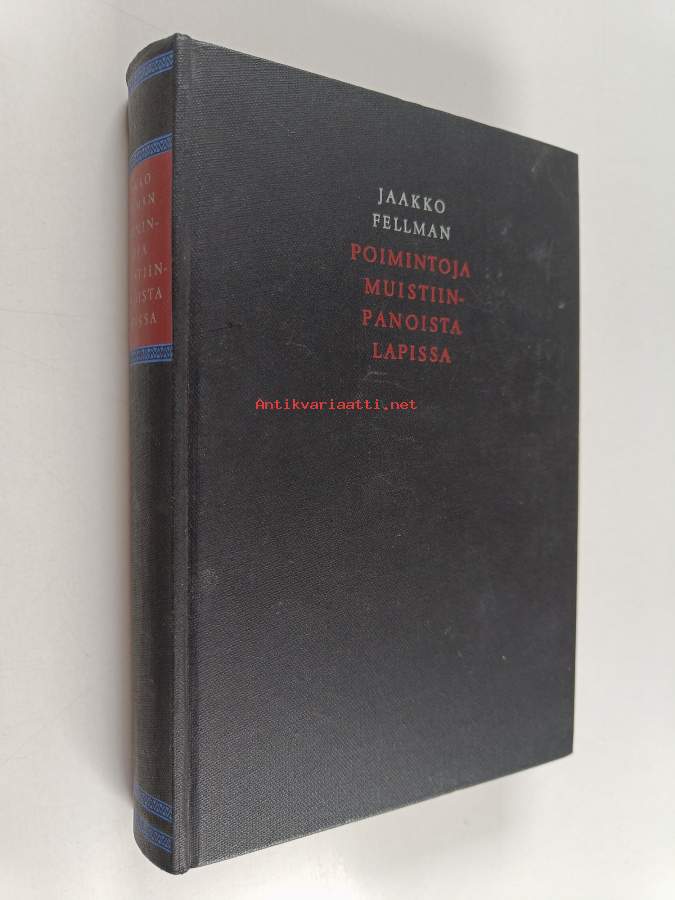 JAAKKO
FELLMAN
POIMINTOJA
MUISTIIN-
PANOISTA
LAPISSA
Antikvariaatti.net